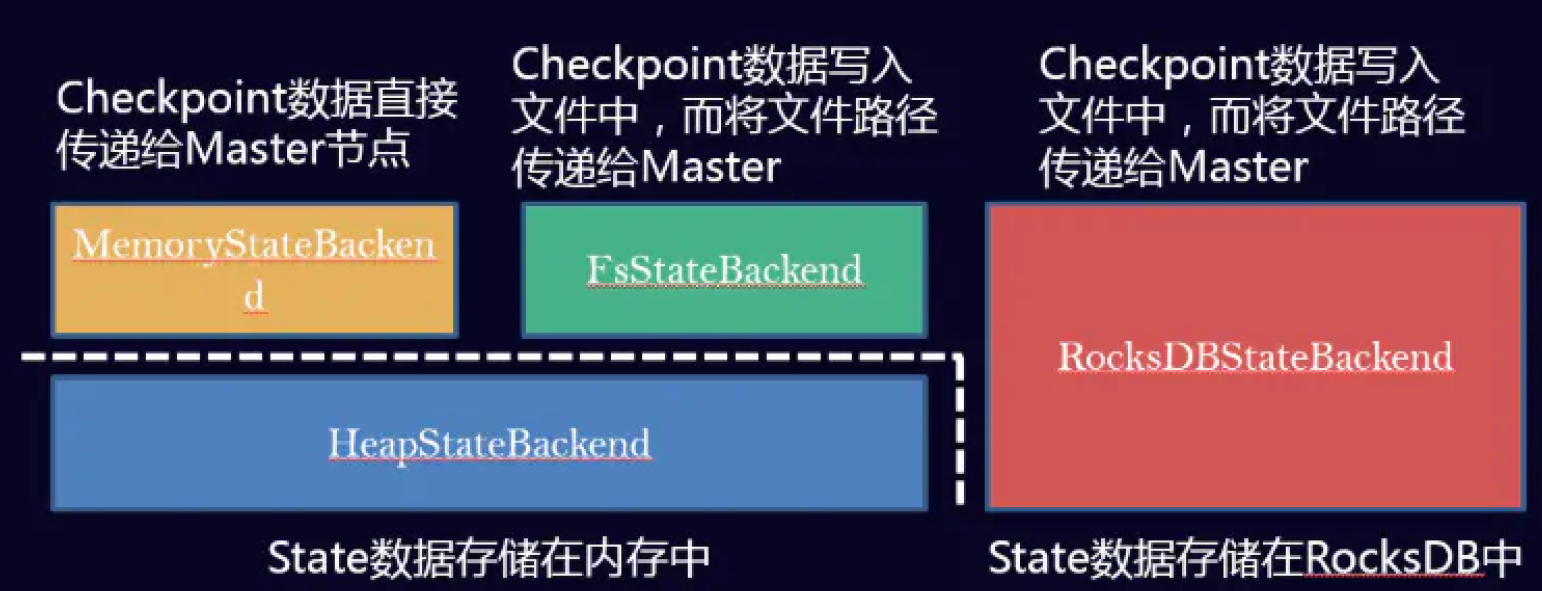 Checkpoint数据直接
传递给Master节点
Checkpoint数据写入
文件中，而将文件路径
传递给Master
Checkpoint数据写入
文件中，而将文件路径
传递给Master
MemoryStateBacken
d
FsStateBackend
RocksDBStateBackend
HeapStateBackend
State数据存储在内存中
State数据存储在RocksDB中